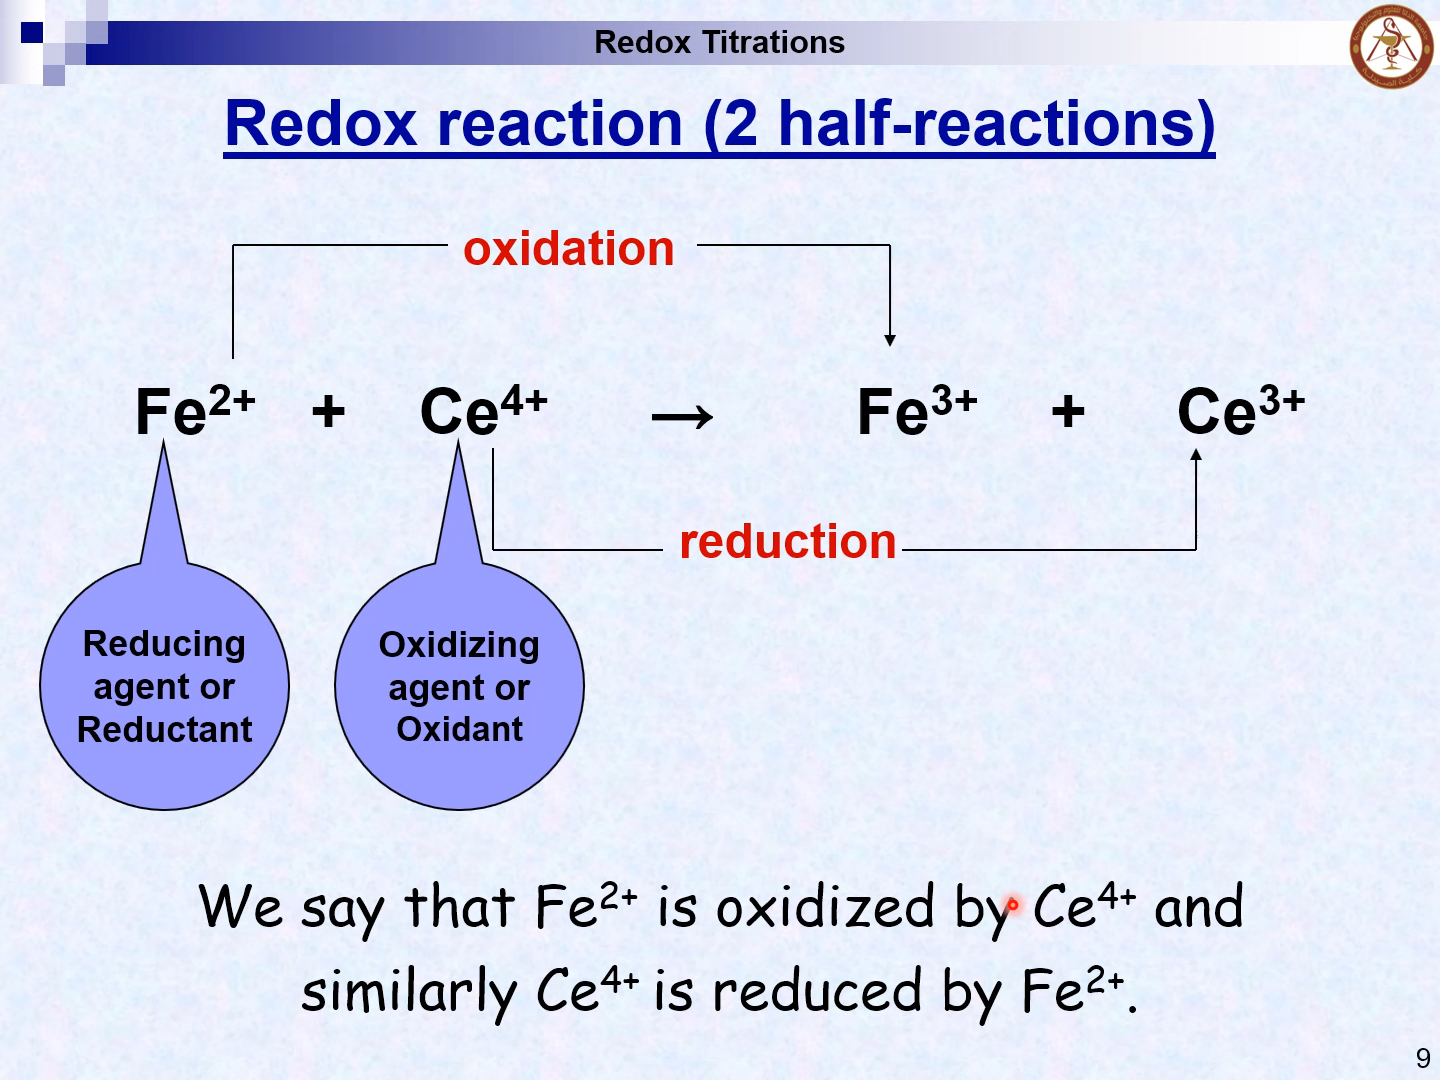 Redox Titrations
Redox reaction (2 half-reactions)
oxidation
Fe²⁺ + Ce⁴⁺ → Fe³⁺ + Ce³⁺
reduction
Reducing
agent or
Reductant
Oxidizing
agent or
Oxidant
We say that Fe²⁺ is oxidized by Ce⁴⁺ and
similarly Ce⁴⁺ is reduced by Fe²⁺.
9